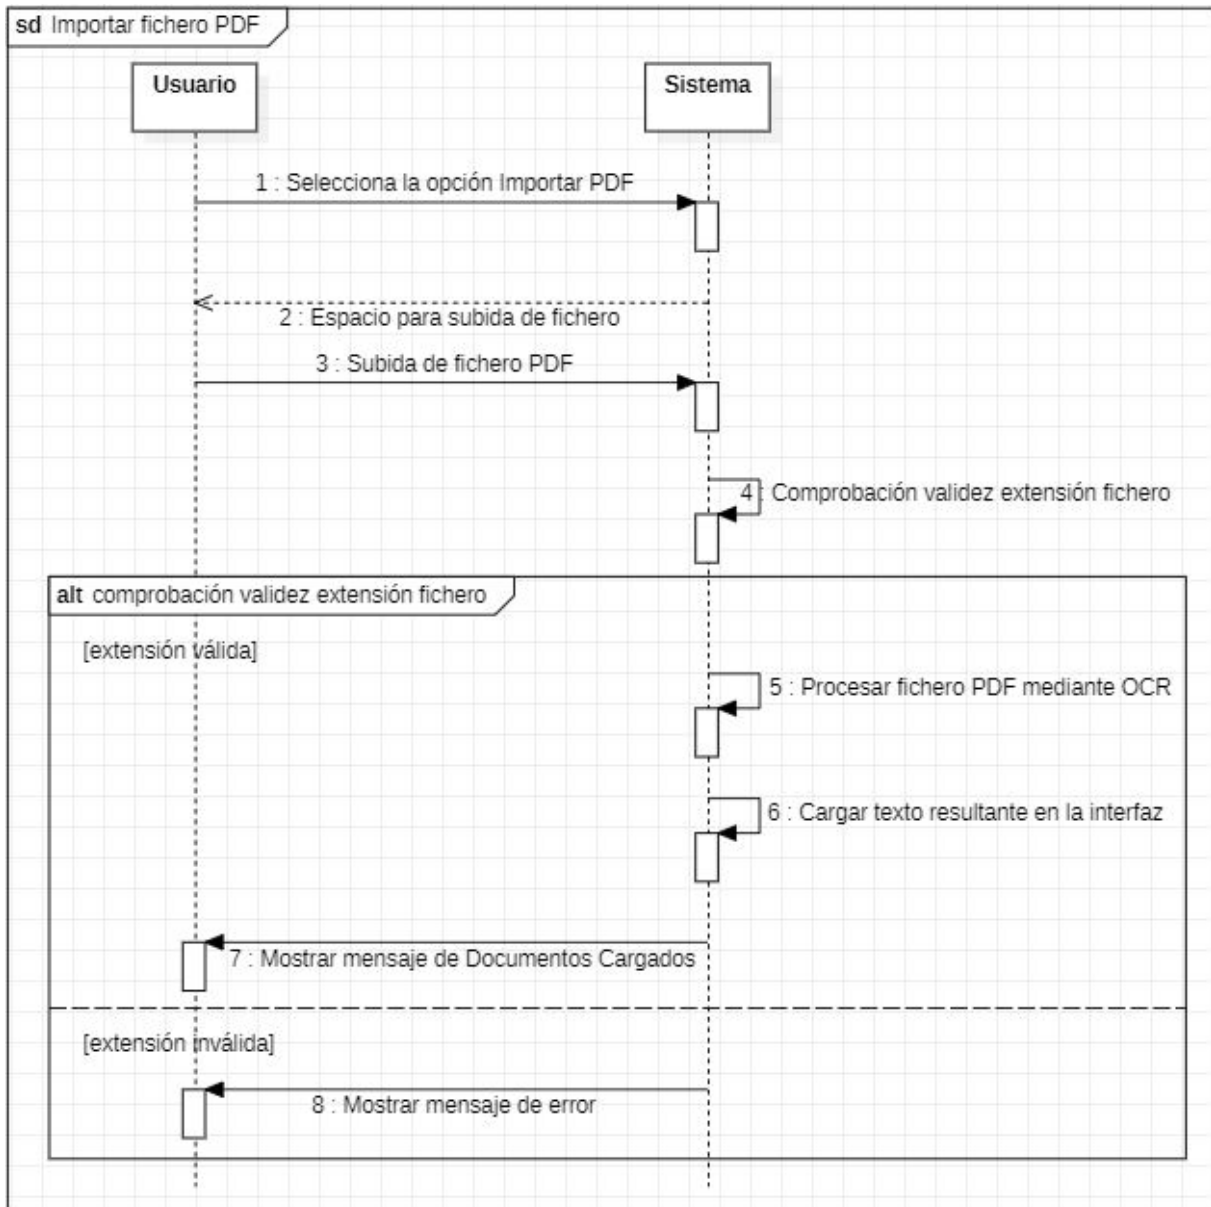 sd Importar fichero PDF
Usuario
Sistema
1 : Selecciona la opción Importar PDF
2 : Espacio para subida de fichero
3 : Subida de fichero PDF
4 : Comprobación validez extensión fichero
alt comprobación validez extensión fichero
[extensión válida]
5 : Procesar fichero PDF mediante OCR
6 : Cargar texto resultante en la interfaz
7 : Mostrar mensaje de Documentos Cargados
[extensión inválida]
8 : Mostrar mensaje de error